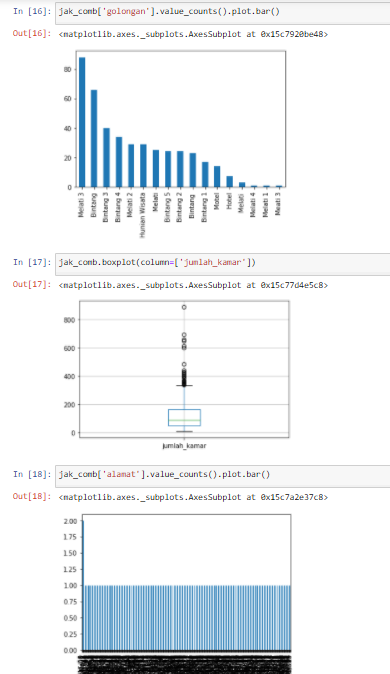 In [16]: jak_comb['golongan'].value_counts().plot.bar()
Out[16]: <matplotlib.axes._subplots.AxesSubplot at 0x15c7920be48>
80
60
40
20
0
Melati 3
Bintang
Bintang 3
Bintang 4
Melati 2
Hunian Wisata
Melati
Bintang 5
Bintang 2
Bintang
Bintang 1
Motel
Hotel
Melati
Melati 4
Melati 1
Meati 3
In [17]: jak_comb.boxplot(column=['jumlah_kamar'])
Out[17]: <matplotlib.axes._subplots.AxesSubplot at 0x15c77d4e5c8>
800
600
400
200
0
jumlah_kamar
In [18]: jak_comb['alamat'].value_counts().plot.bar()
Out[18]: <matplotlib.axes._subplots.AxesSubplot at 0x15c7a2e37c8>
2.00
1.75
1.50
1.25
1.00
0.75
0.50
0.25
0.00